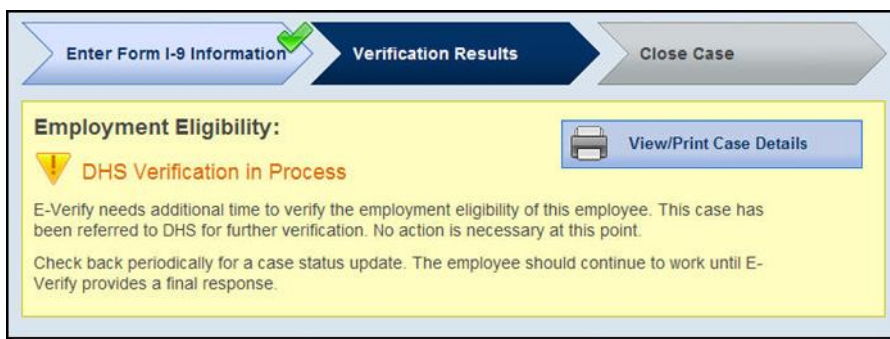 Enter Form I-9 Information
Verification Results
Close Case
Employment Eligibility:
View/Print Case Details
DHS Verification in Process
E-Verify needs additional time to verify the employment eligibility of this employee. This case has
been referred to DHS for further verification. No action is necessary at this point.
Check back periodically for a case status update. The employee should continue to work until E-
Verify provides a final response.